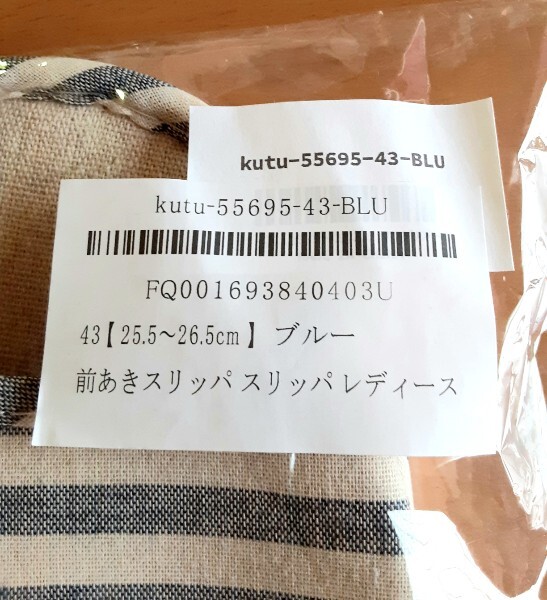 kutu-55695-43-BLU
kutu-55695-43-BLU
FQ001693840403U
43【25.5～26.5cm】 ブルー
前あきスリッパ スリッパ レディース